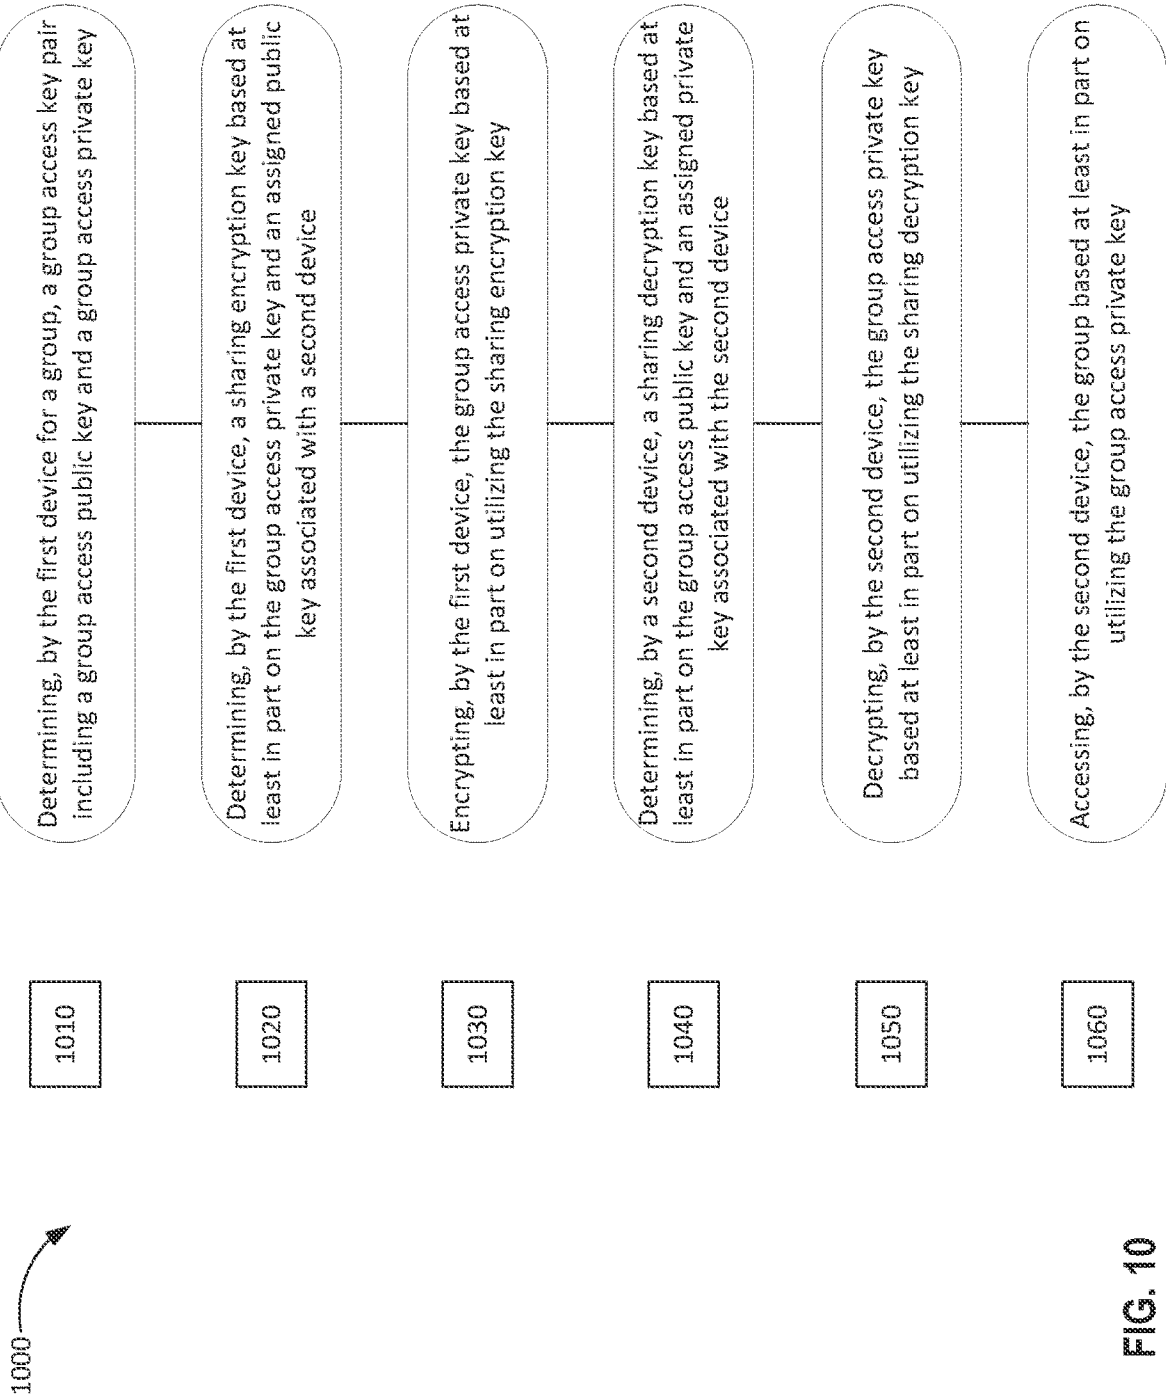 1000
1010
Determining, by the first device for a group, a group access key pair
including a group access public key and a group access private key
1020
Determining, by the first device, a sharing encryption key based at
least in part on the group access private key and an assigned public
key associated with a second device
1030
Encrypting, by the first device, the group access private key based at
least in part on utilizing the sharing encryption key
1040
Determining, by a second device, a sharing decryption key based at
least in part on the group access public key and an assigned private
key associated with the second device
1050
Decrypting, by the second device, the group access private key
based at least in part on utilizing the sharing decryption key
1060
Accessing, by the second device, the group based at least in part on
utilizing the group access private key
FIG. 10